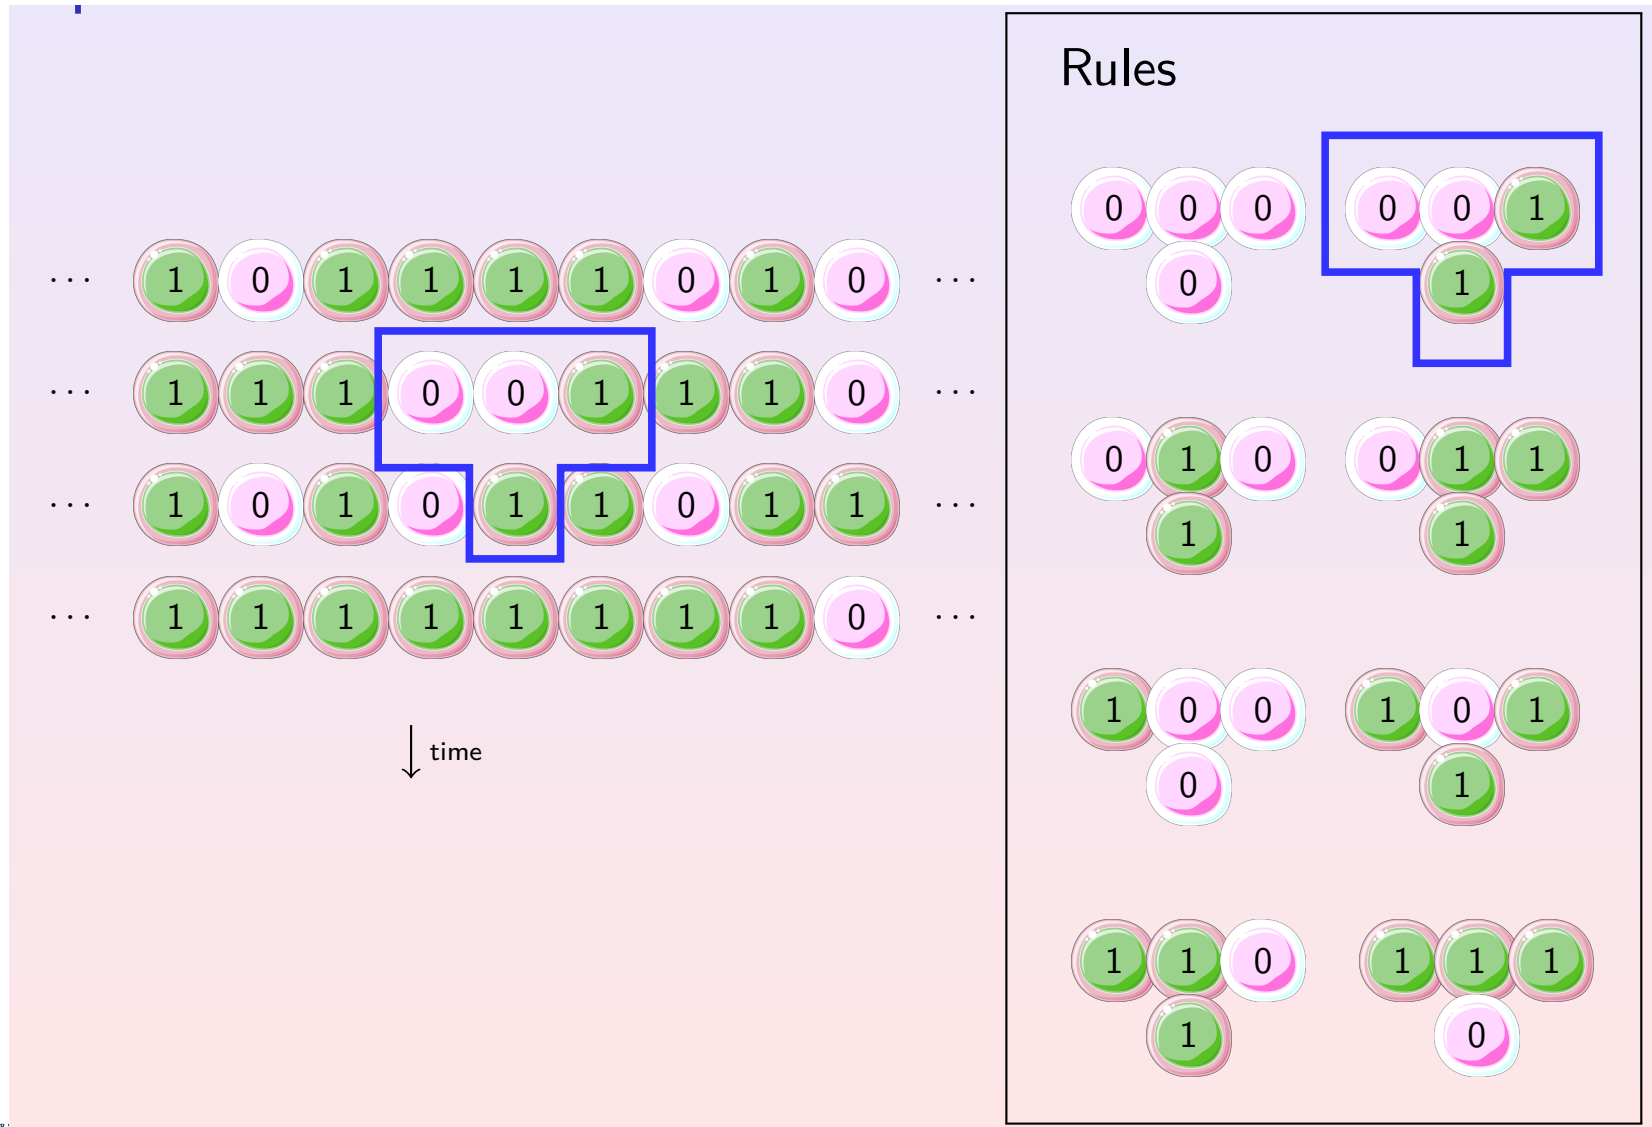 Rules
0 0 0 0 0 1
0 1
… 1 0 1 1 1 1 0 1 0 …
… 1 1 1 0 0 1 1 1 0 …
0 1 0 0 1 1
1 1
… 1 0 1 0 1 1 0 1 1 …
… 1 1 1 1 1 1 1 1 0 …
1 0 0 1 0 1
0 1
time
1 1 0 1 1 1
1 0